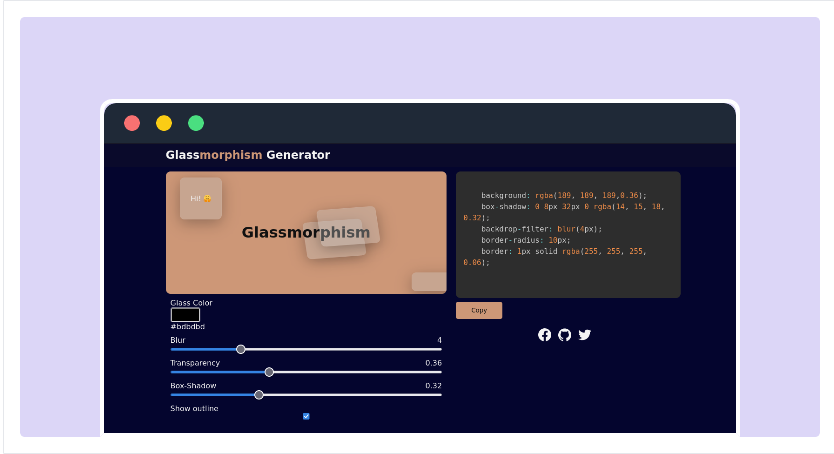 Glassmorphism Generator
Hi! 😊
Glassmorphism
background: rgba(189, 189, 189,0.36);
box-shadow: 0 8px 32px 0 rgba(14, 15, 18,
0.32);
backdrop-filter: blur(4px);
border-radius: 10px;
border: 1px solid rgba(255, 255, 255,
0.06);
Copy
Glass Color
#bdbdbd
Blur 4
Transparency 0.36
Box-Shadow 0.32
Show outline